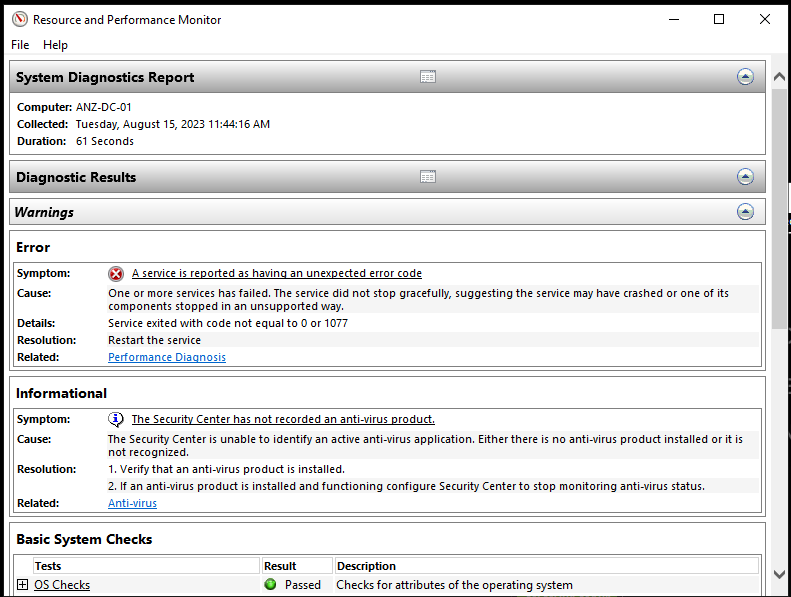 Resource and Performance Monitor
File Help
System Diagnostics Report
Computer: ANZ-DC-01
Collected: Tuesday, August 15, 2023 11:44:16 AM
Duration: 61 Seconds
Diagnostic Results
Warnings
Error
Symptom: A service is reported as having an unexpected error code
Cause: One or more services has failed. The service did not stop gracefully, suggesting the service may have crashed or one of its
components stopped in an unsupported way.
Details: Service exited with code not equal to 0 or 1077
Resolution: Restart the service
Related: Performance Diagnosis
Informational
Symptom: The Security Center has not recorded an anti-virus product.
Cause: The Security Center is unable to identify an active anti-virus application. Either there is no anti-virus product installed or it is
not recognized.
Resolution: 1. Verify that an anti-virus product is installed.
2. If an anti-virus product is installed and functioning configure Security Center to stop monitoring anti-virus status.
Related: Anti-virus
Basic System Checks
Tests Result Description
OS Checks Passed Checks for attributes of the operating system